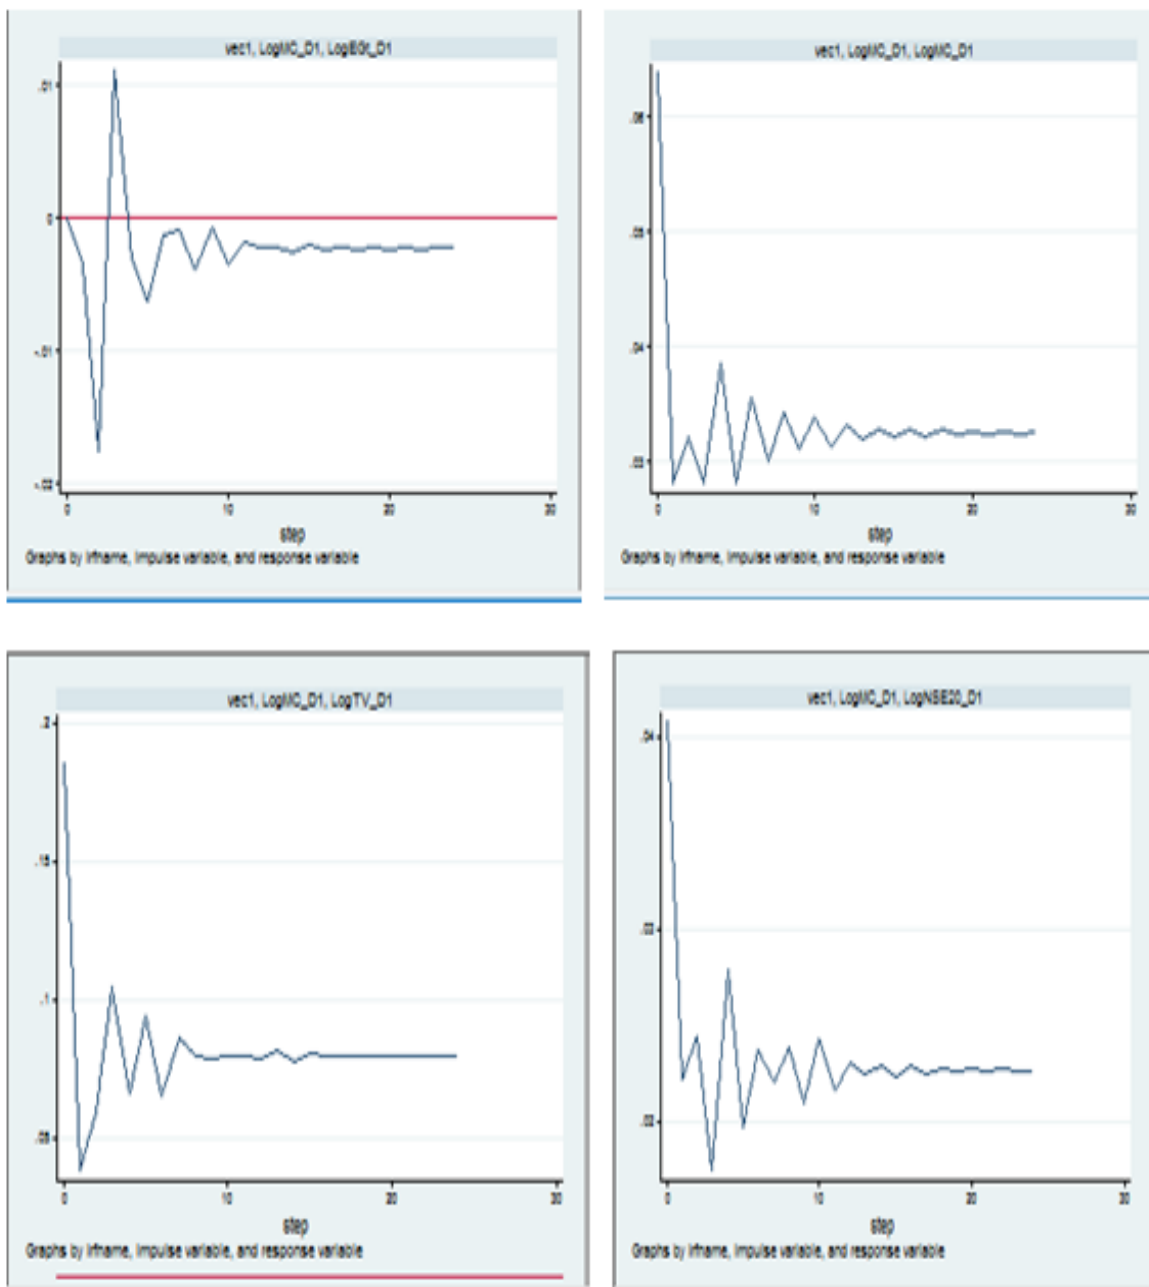 vec1, LogMC_D1, LogEGt_D1
.01
0
-.01
-.02
0 10 20 30
step
Graphs by irfname, impulse variable, and response variable
vec1, LogMC_D1, LogMC_D1
.06
.05
.04
.03
0 10 20 30
step
Graphs by irfname, impulse variable, and response variable
vec1, LogMC_D1, LogTV_D1
.2
.15
.1
.05
0 10 20 30
step
Graphs by irfname, impulse variable, and response variable
vec1, LogMC_D1, LogNSE20_D1
.04
.03
.02
0 10 20 30
step
Graphs by irfname, impulse variable, and response variable